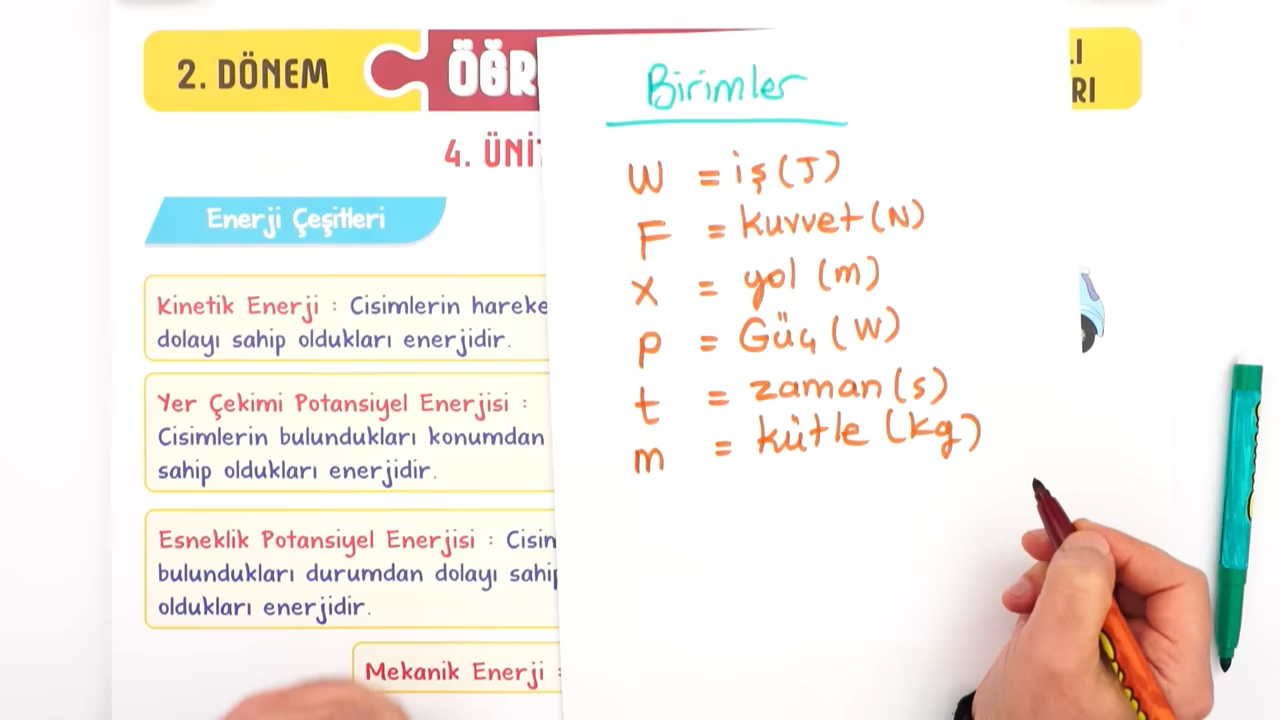 2. DÖNEM
ÖĞR
4. ÜNİ
Enerji Çeşitleri
Kinetik Enerji : Cisimlerin hareke
dolayı sahip oldukları enerjidir.
Yer Çekimi Potansiyel Enerjisi :
Cisimlerin bulundukları konumdan
sahip oldukları enerjidir.
Esneklik Potansiyel Enerjisi : Cisin
bulundukları durumdan dolayı sahip
oldukları enerjidir.
Mekanik Enerji :
Birimler
W = iş (J)
F = kuvvet (N)
X = yol (m)
P = Güç (W)
t = zaman (s)
m = kütle (kg)
LI
RI